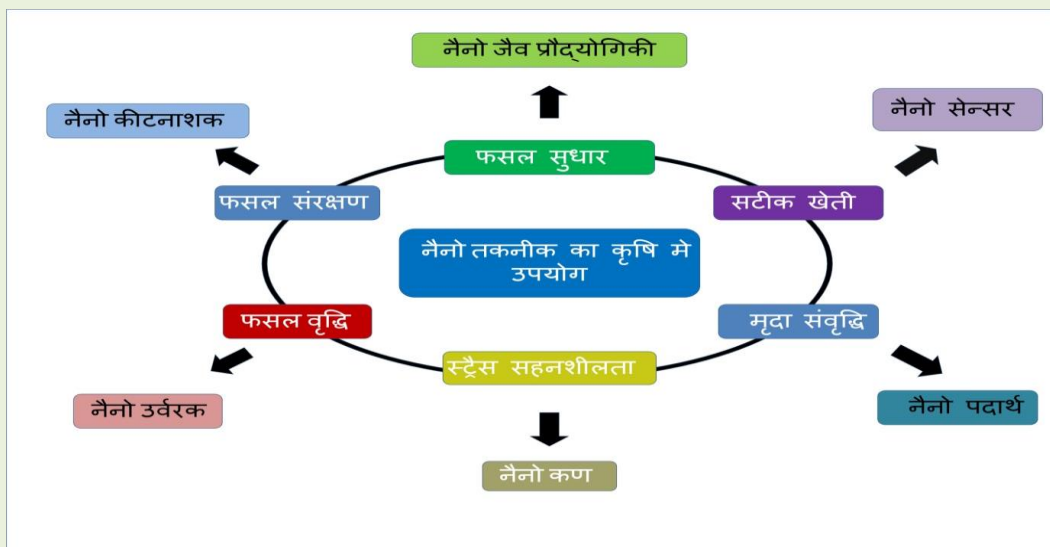 नैनो जैव प्रौद्योगिकी
नैनो कीटनाशक
नैनो सेन्सर
फसल सुधार
फसल संरक्षण
सटीक खेती
नैनो तकनीक का कृषि मे
उपयोग
फसल वृद्धि
मृदा संवृद्धि
स्ट्रैस सहनशीलता
नैनो उर्वरक
नैनो पदार्थ
नैनो कण